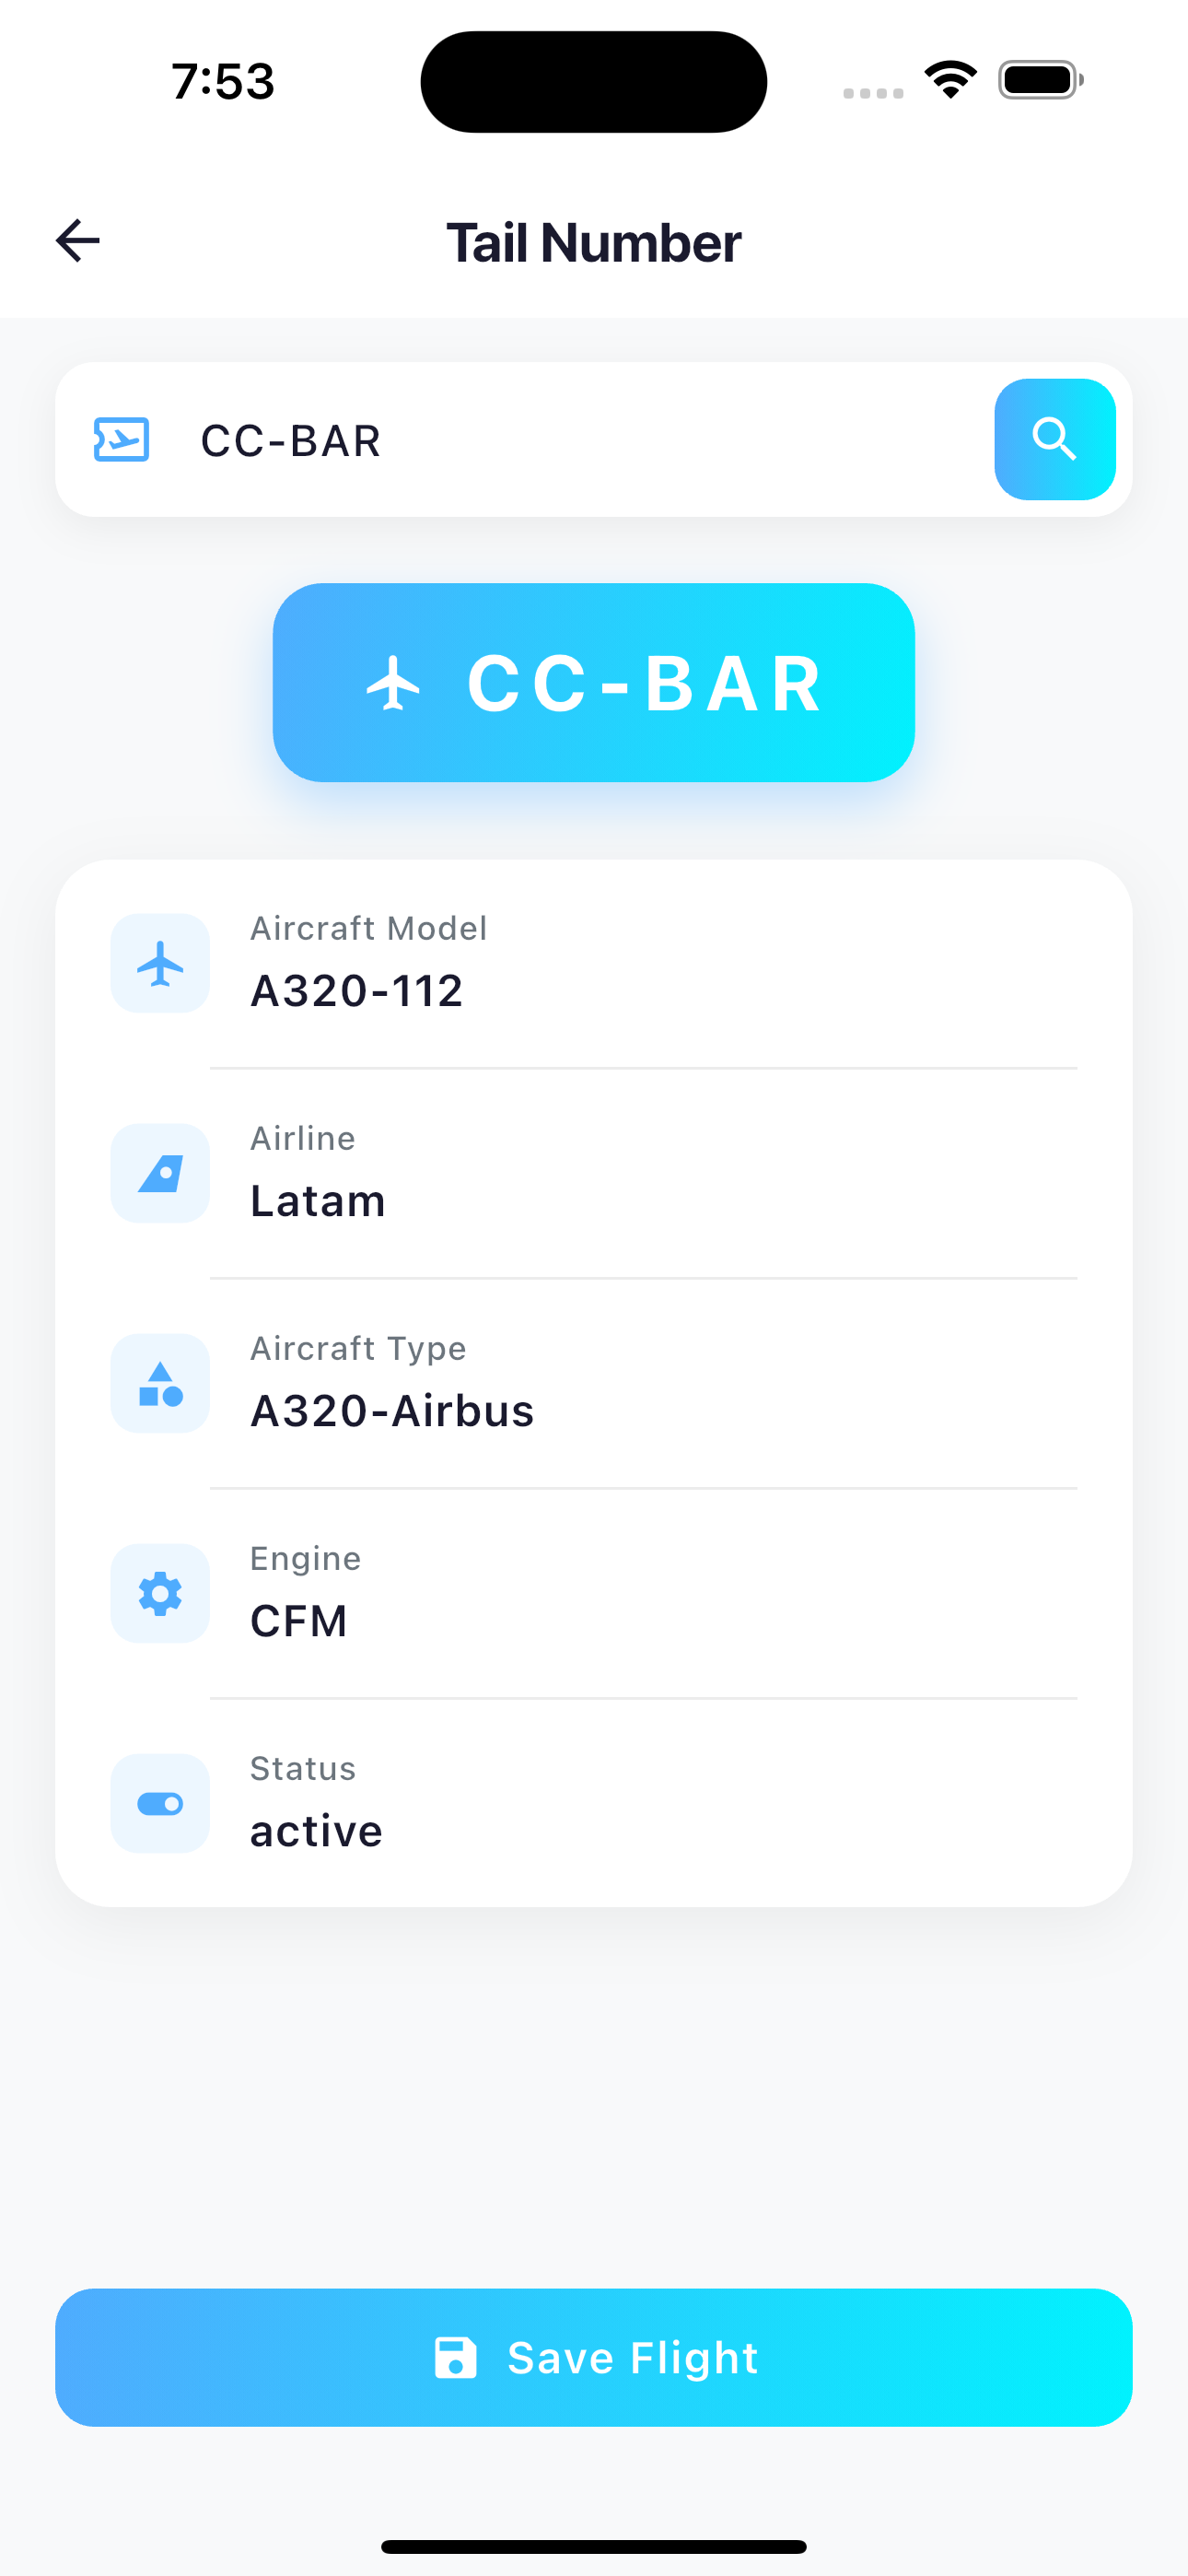 7:53
Tail Number
CC-BAR
CC-BAR
Aircraft Model
A320-112
Airline
Latam
Aircraft Type
A320-Airbus
Engine
CFM
Status
active
Save Flight